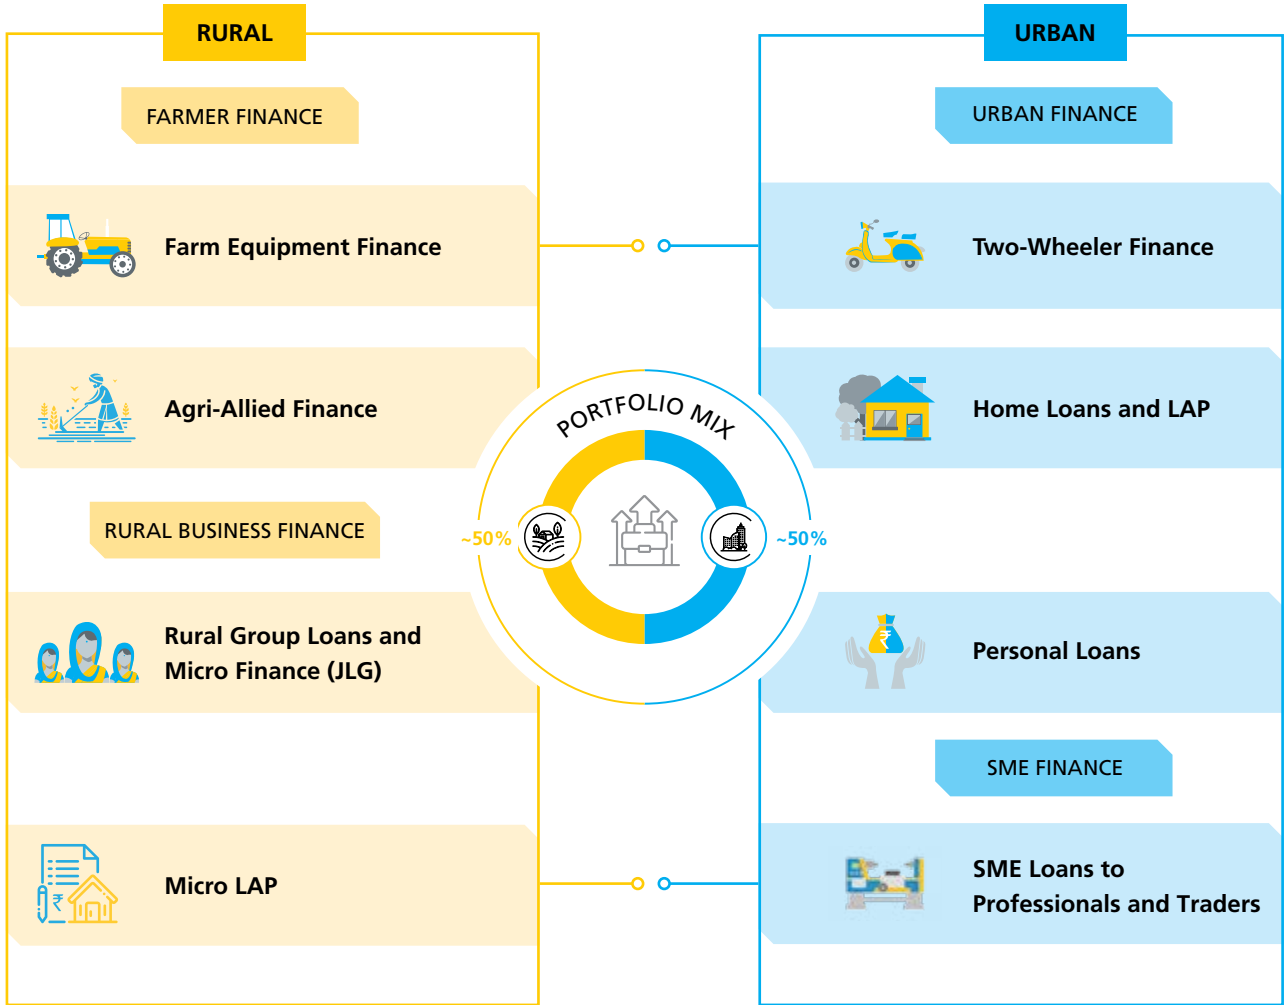 RURAL
FARMER FINANCE
Farm Equipment Finance
Agri-Allied Finance
RURAL BUSINESS FINANCE
Rural Group Loans and
Micro Finance (JLG)
₹
Micro LAP
PORTFOLIO MIX
~50%
~50%
URBAN
URBAN FINANCE
Two-Wheeler Finance
Home Loans and LAP
₹
Personal Loans
SME FINANCE
SME Loans to
Professionals and Traders